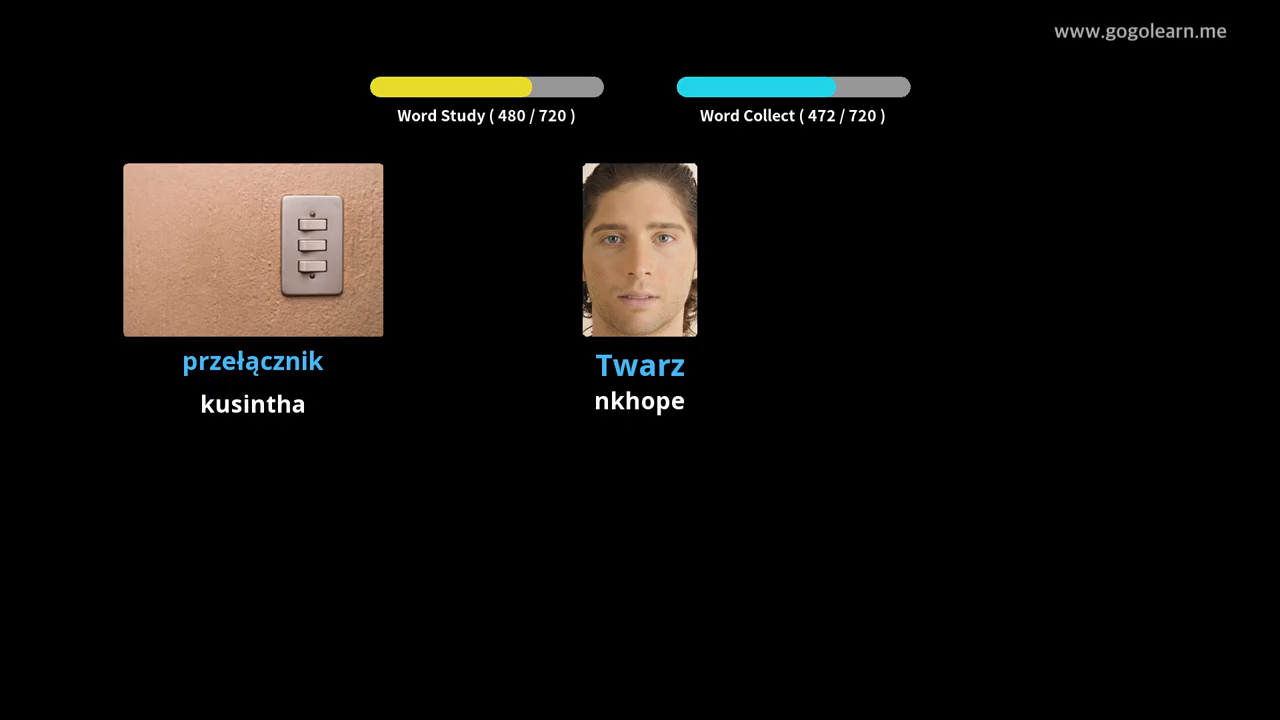 www.gogolearn.me
Word Study ( 480 / 720 )
Word Collect ( 472 / 720 )
przełącznik
kusintha
Twarz
nkhope